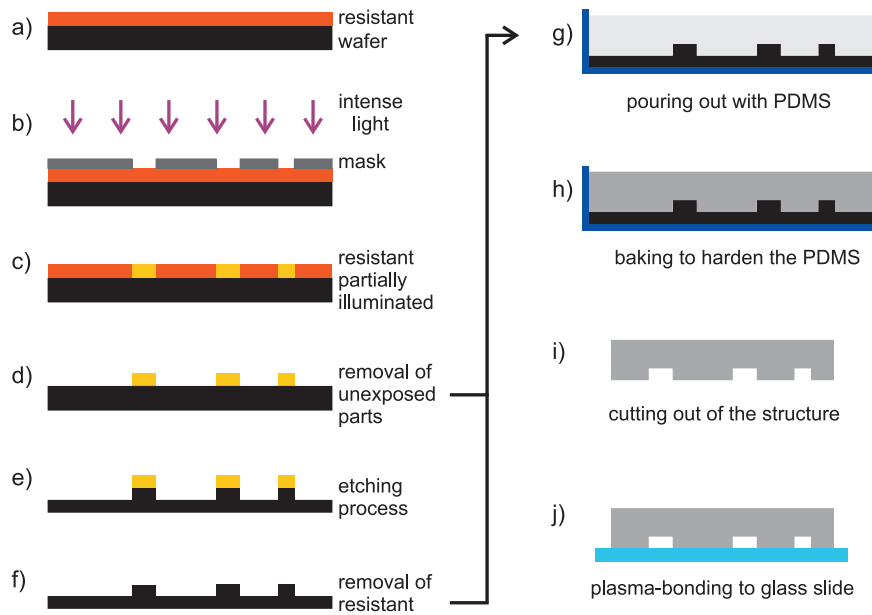 a)
resistant
wafer
b)
intense
light
mask
c)
resistant
partially
illuminated
d)
removal of
unexposed
parts
e)
etching
process
f)
removal of
resistant
g)
pouring out with PDMS
h)
baking to harden the PDMS
i)
cutting out of the structure
j)
plasma-bonding to glass slide